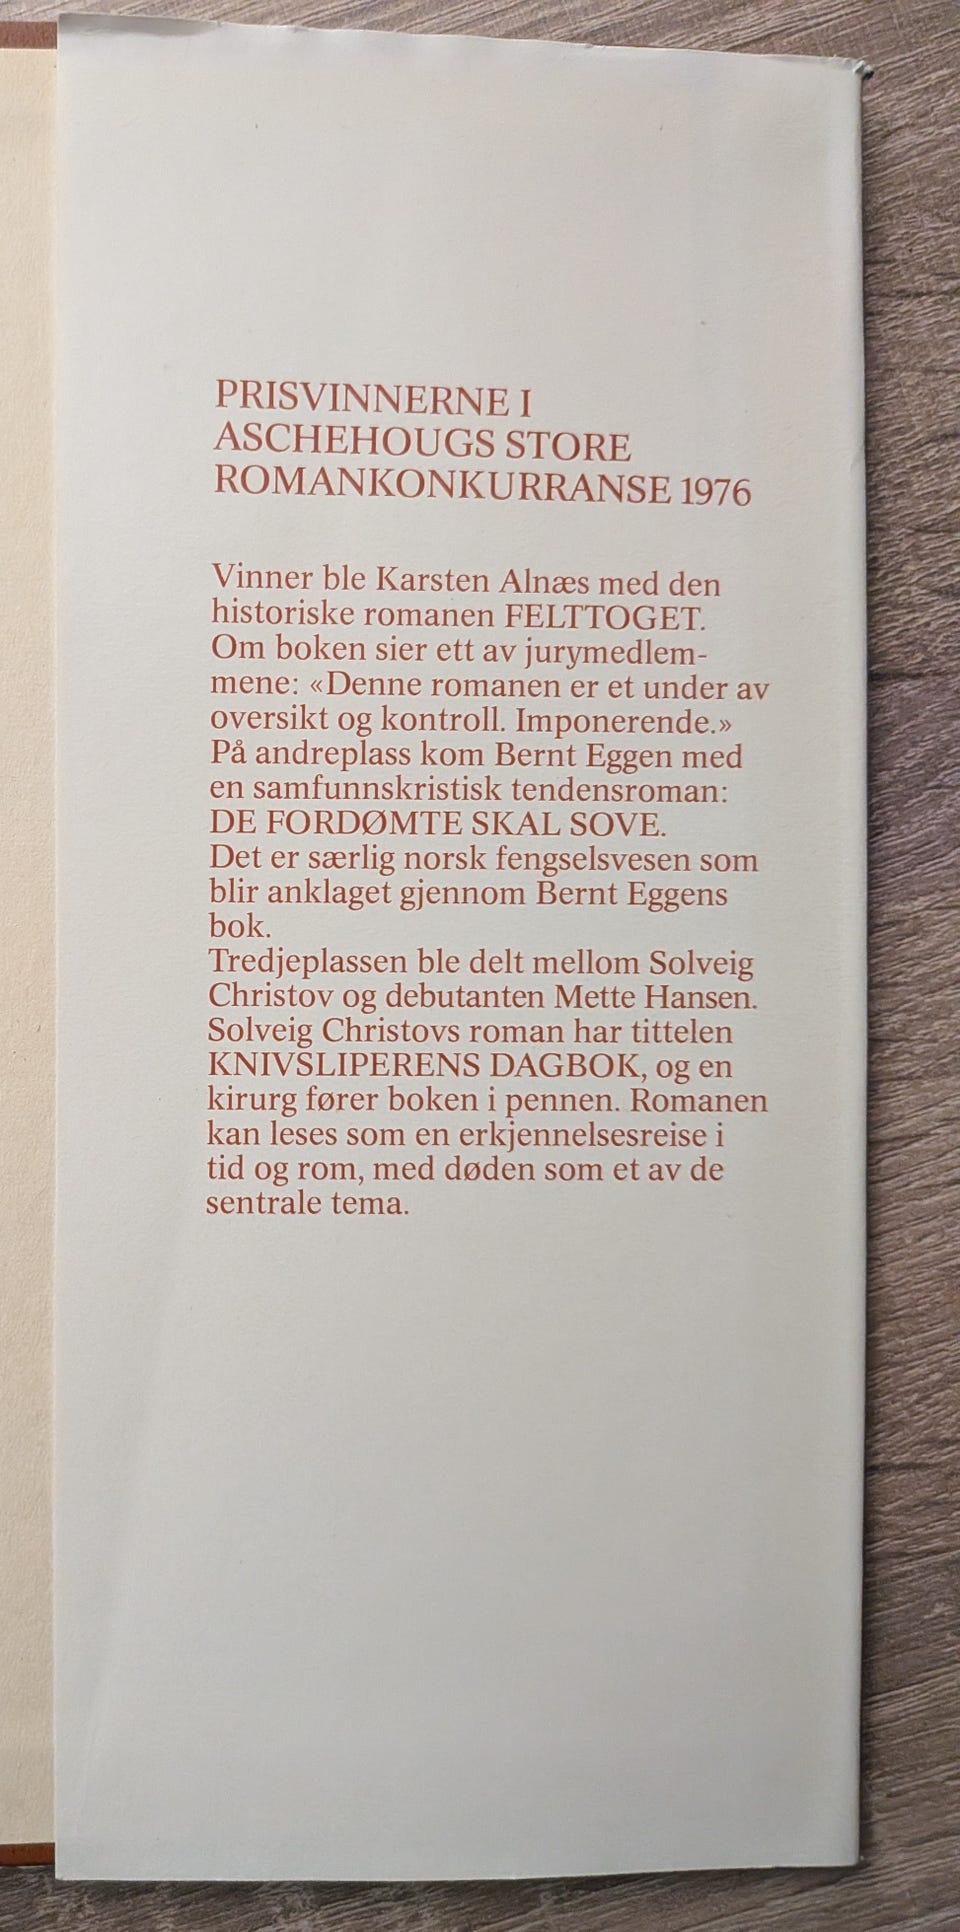 PRISVINNERNE I
ASCHEHOUGS STORE
ROMANKONKURRANSE 1976
Vinner ble Karsten Alnæs med den
historiske romanen FELTTOGET.
Om boken sier ett av jurymedlem-
mene: «Denne romanen er et under av
oversikt og kontroll. Imponerende.»
På andreplass kom Bernt Eggen med
en samfunnskristisk tendensroman:
DE FORDØMTE SKAL SOVE.
Det er særlig norsk fengselsvesen som
blir anklaget gjennom Bernt Eggens
bok.
Tredjeplassen ble delt mellom Solveig
Christov og debutanten Mette Hansen.
Solveig Christovs roman har tittelen
KNIVSLIPERENS DAGBOK, og en
kirurg fører boken i pennen. Romanen
kan leses som en erkjennelsesreise i
tid og rom, med døden som et av de
sentrale tema.